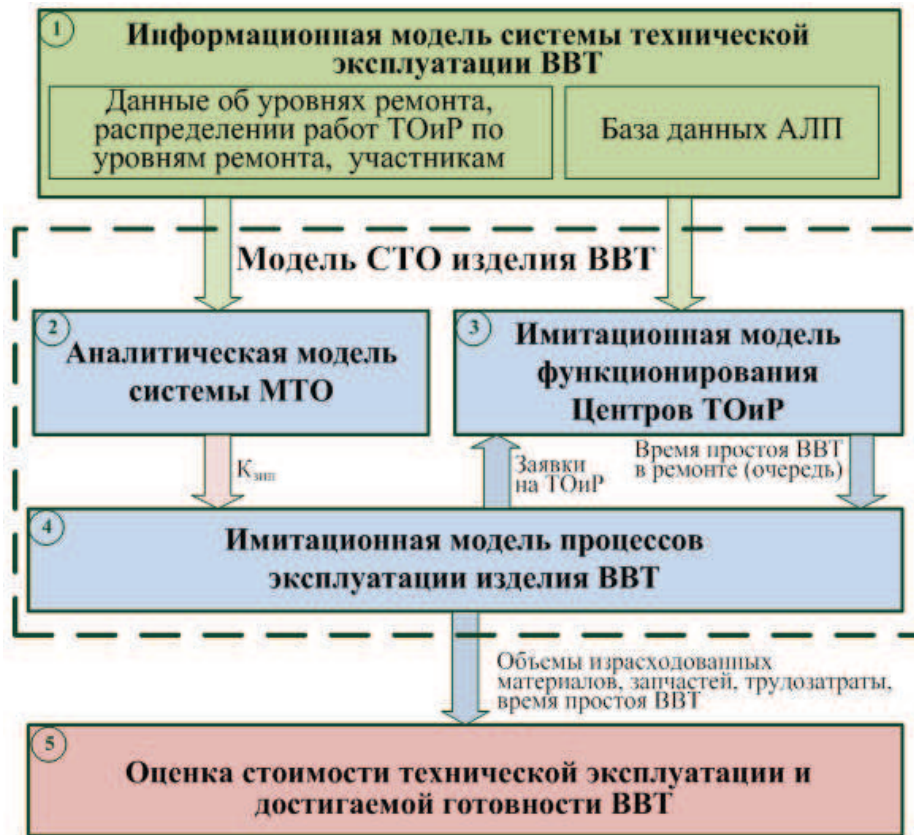 1
Информационная модель системы технической
эксплуатации ВВТ
Данные об уровнях ремонта,
распределении работ ТОиР по
уровням ремонта, участникам
База данных АЛП
Модель СТО изделия ВВТ
2
Аналитическая модель
системы МТО
3
Имитационная модель
функционирования
Центров ТОиР
Кзип
Заявки
на ТОиР
Время простоя ВВТ
в ремонте (очередь)
4
Имитационная модель процессов
эксплуатации изделия ВВТ
Объемы израсходованных
материалов, запчастей, трудозатраты,
время простоя ВВТ
5
Оценка стоимости технической эксплуатации и
достигаемой готовности ВВТ